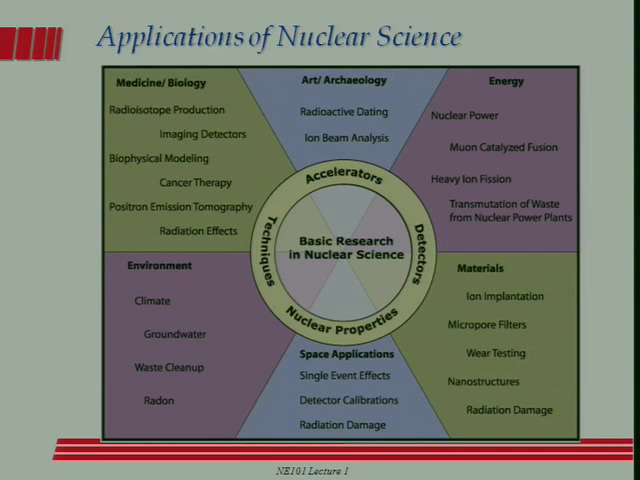 Applications of Nuclear Science
Medicine/ Biology
Radioisotope Production
Imaging Detectors
Biophysical Modeling
Cancer Therapy
Positron Emission Tomography
Radiation Effects
Art/ Archaeology
Radioactive Dating
Ion Beam Analysis
Energy
Nuclear Power
Muon Catalyzed Fusion
Heavy Ion Fission
Transmutation of Waste
from Nuclear Power Plants
Accelerators
Techniques
Detectors
Nuclear Properties
Basic Research
in Nuclear Science
Environment
Climate
Groundwater
Waste Cleanup
Radon
Space Applications
Single Event Effects
Detector Calibrations
Radiation Damage
Materials
Ion Implantation
Micropore Filters
Wear Testing
Nanostructures
Radiation Damage
NE101 Lecture 1